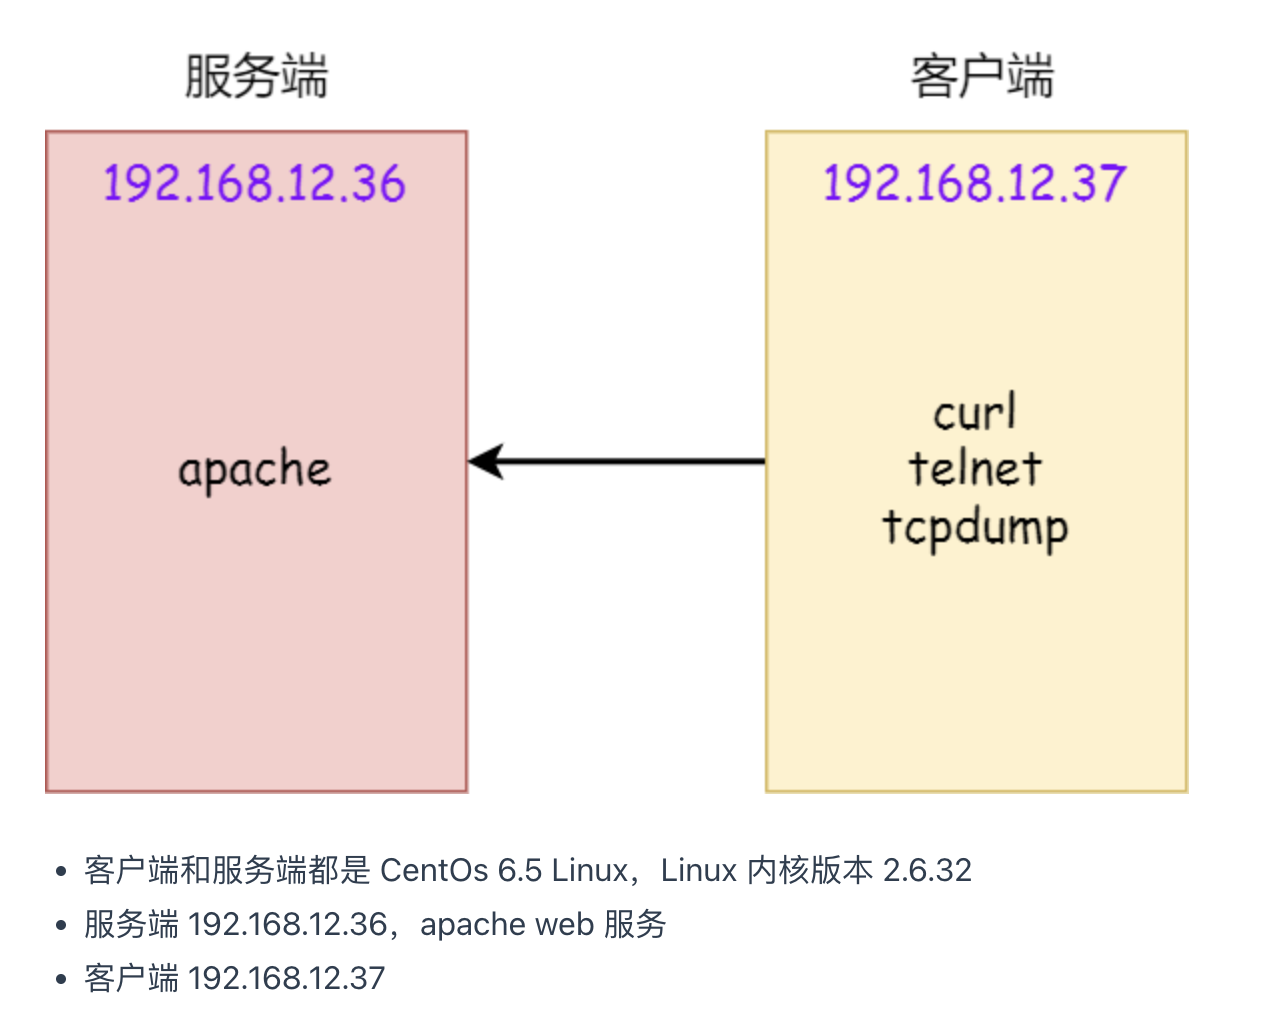 服务端
客户端
192.168.12.36
192.168.12.37
apache
curl
telnet
tcpdump
客户端和服务端都是 CentOs 6.5 Linux，Linux 内核版本 2.6.32
服务端 192.168.12.36，apache web 服务
客户端 192.168.12.37